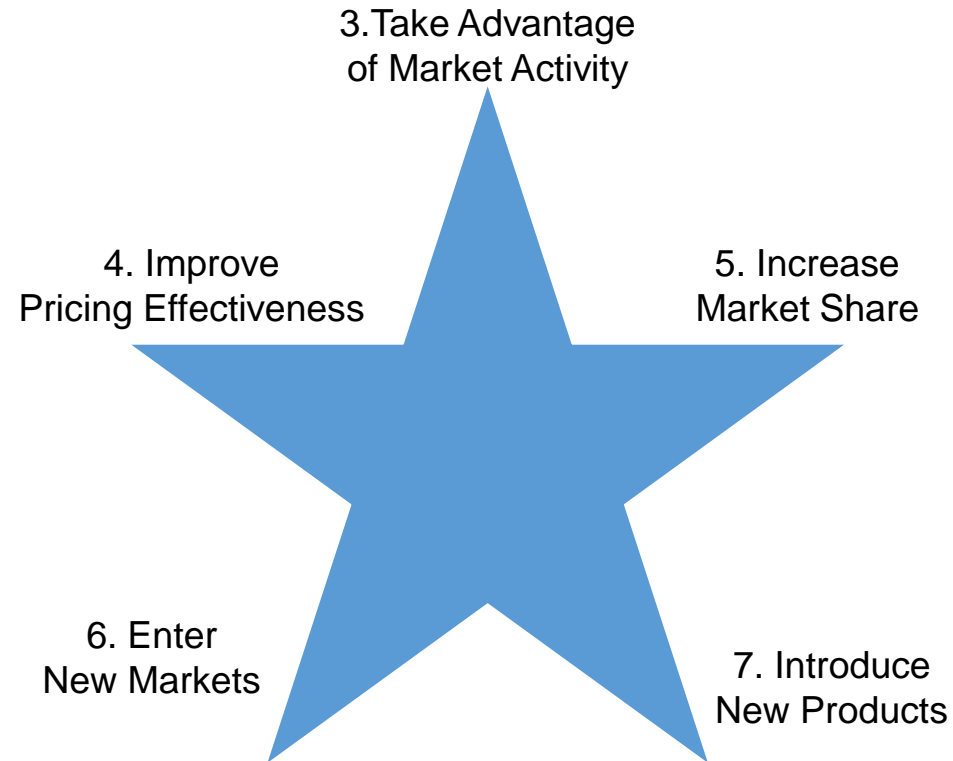 3.Take Advantage
of Market Activity
4. Improve
Pricing Effectiveness
5. Increase
Market Share
6. Enter
New Markets
7. Introduce
New Products